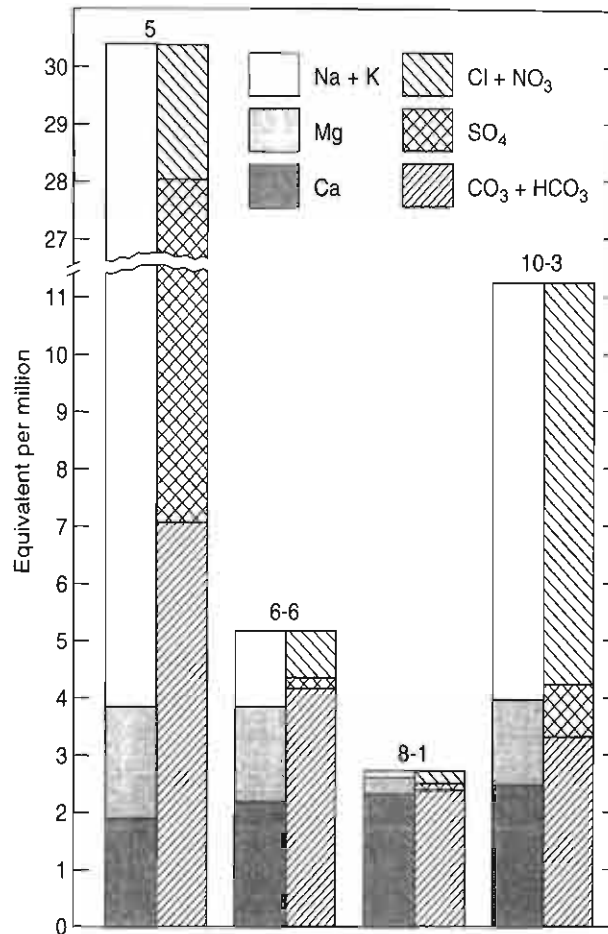 5
30
29
28
27
11
10
9
8
7
6
5
4
3
2
1
0
Equivalent per million
Na + K
Mg
Ca
Cl + NO₃
SO₄
CO₃ + HCO₃
6-6
8-1
10-3